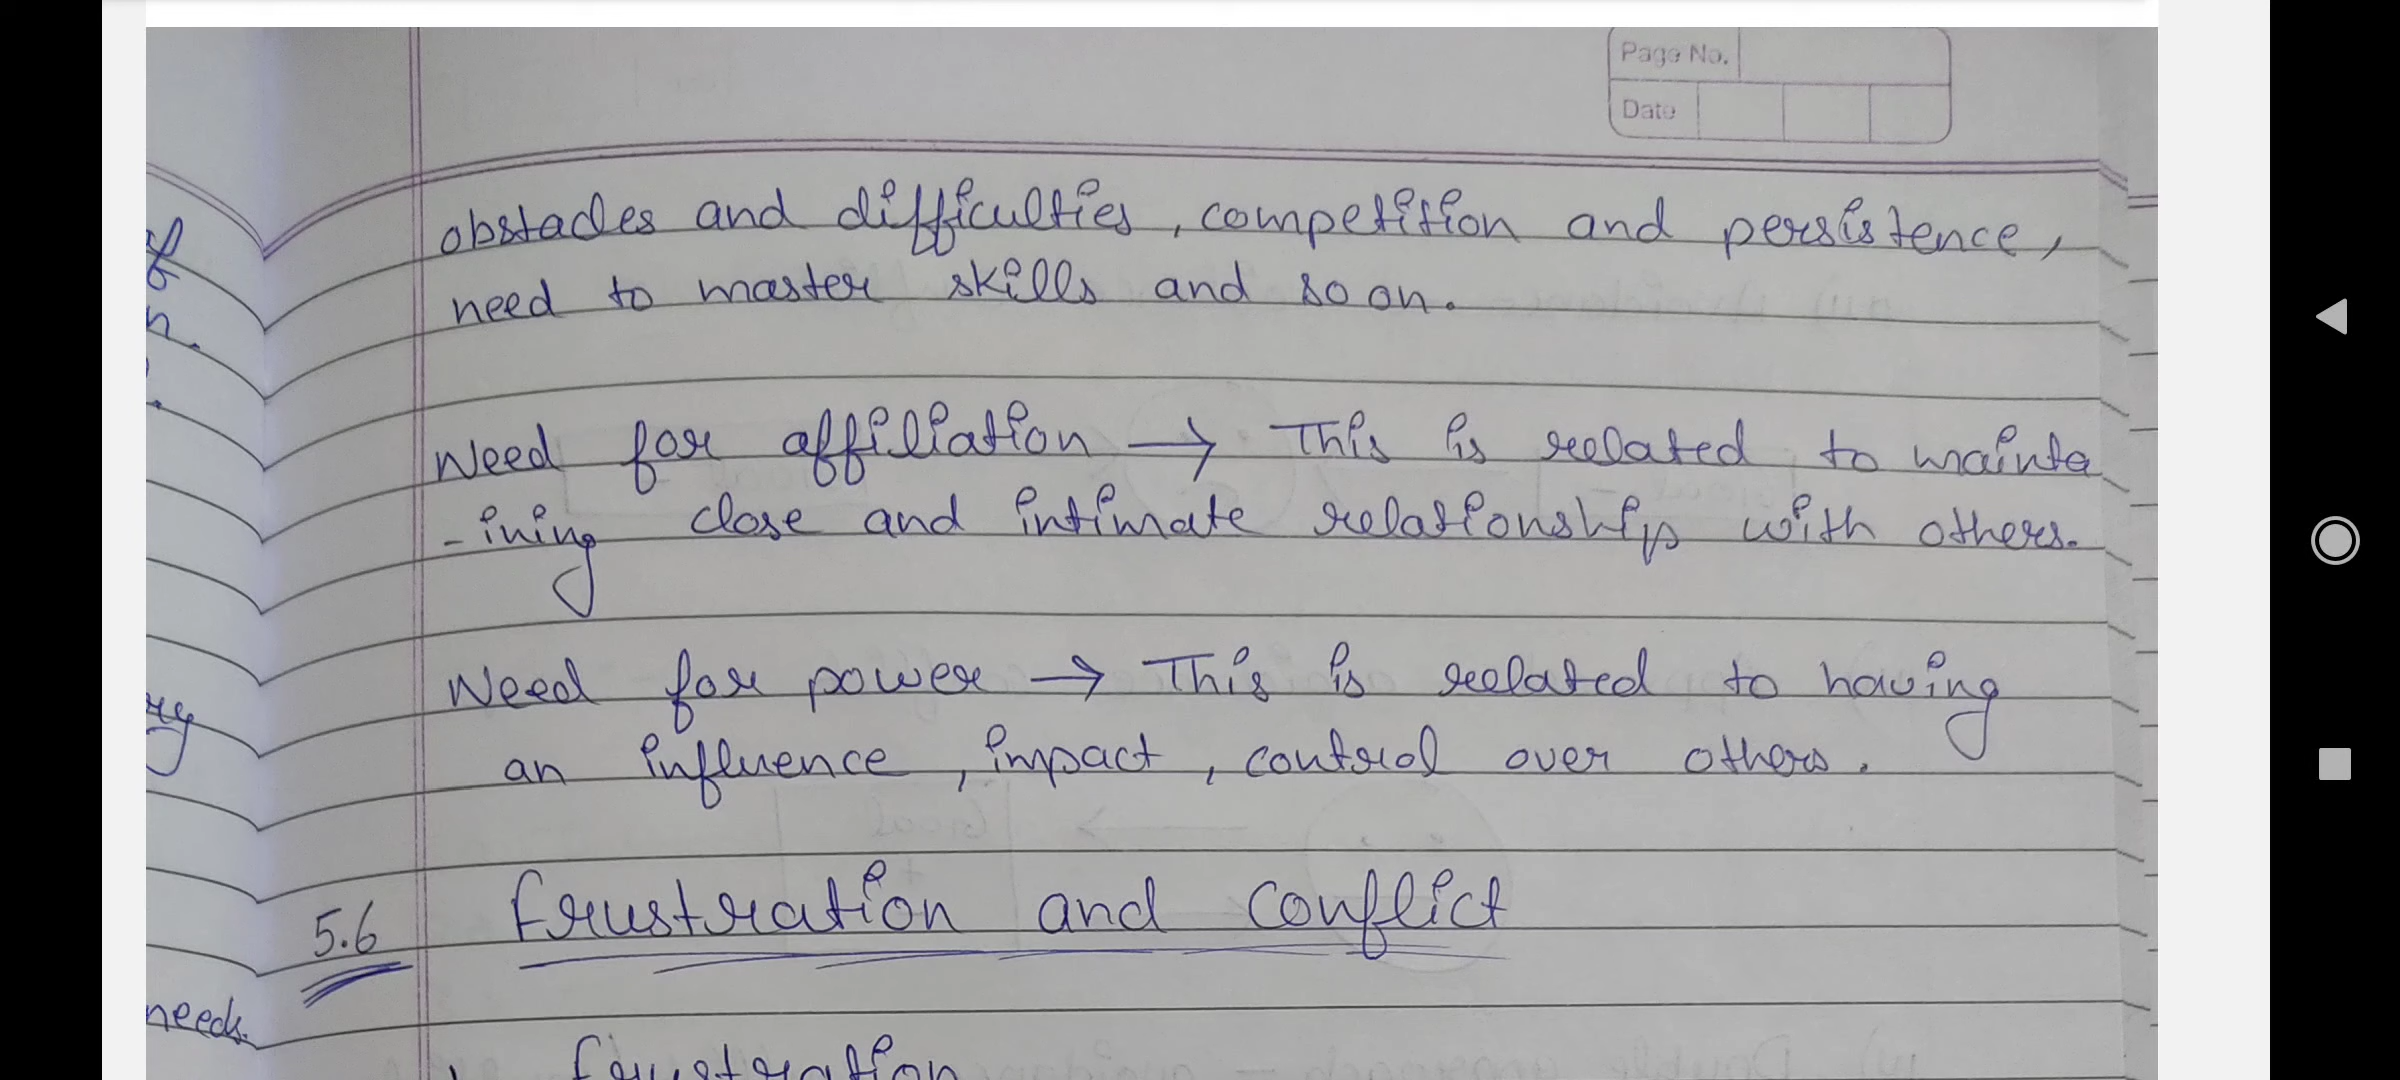 Page No.
Date
obstacles and difficulties, competition and persistence,
need to master skills and so on.
Need for affiliation → This is related to mainta
-ining close and intimate relationship with others.
Need for power → This is related to having
an influence, impact, control over others.
5.6 Frustration and Conflict
needs.
Frustration